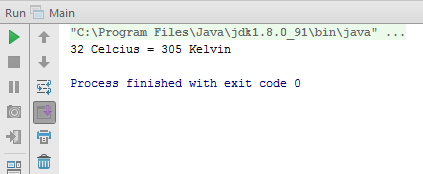 Run Main
"C:\Program Files\Java\jdk1.8.0_91\bin\java" ...
32 Celcius = 305 Kelvin
Process finished with exit code 0